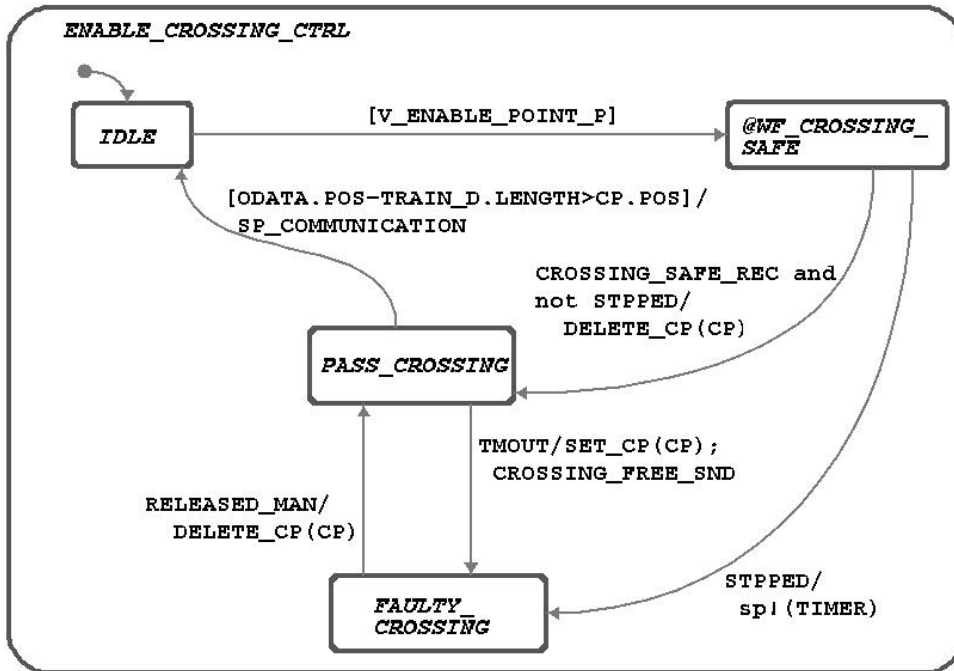 ENABLE_CROSSING_CTRL
IDLE
[V_ENABLE_POINT_P]
@WF_CROSSING_
SAFE
[ODATA.POS-TRAIN_D.LENGTH>CP.POS]/
SP_COMMUNICATION
CROSSING_SAFE_REC and
not STPPED/
DELETE_CP(CP)
PASS_CROSSING
TMOUT/SET_CP(CP);
CROSSING_FREE_SND
RELEASED_MAN/
DELETE_CP(CP)
FAULTY_
CROSSING
STPPED/
sp!(TIMER)